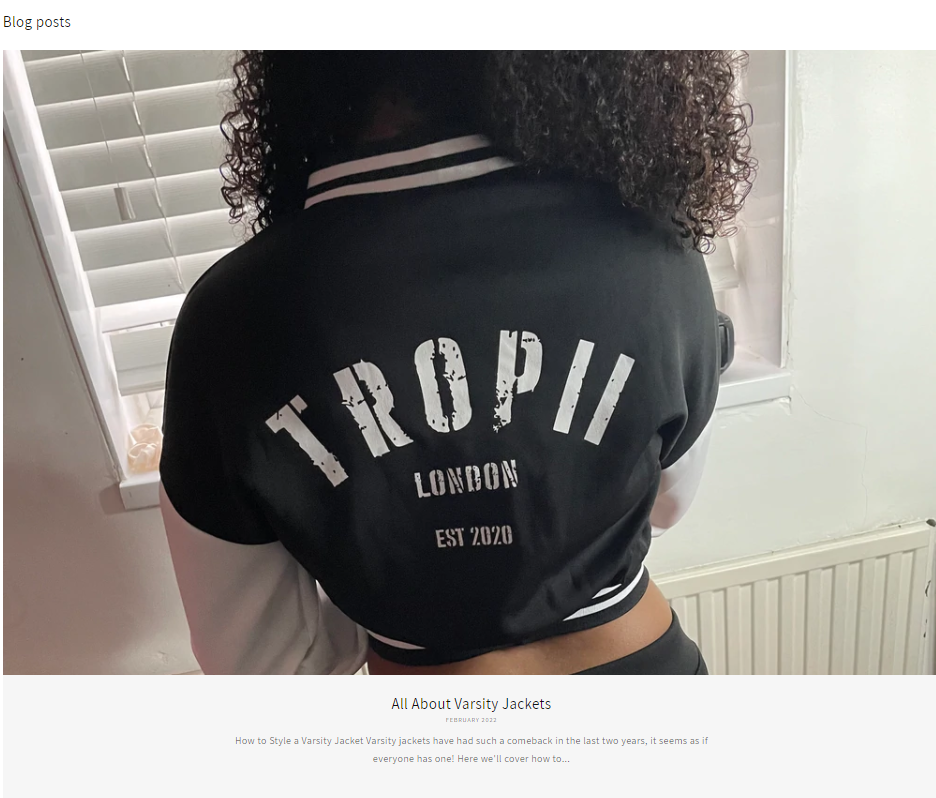 Blog posts
TROPII
LONDON
EST 2020
All About Varsity Jackets
FEBRUARY 2022
How to Style a Varsity Jacket Varsity jackets have had such a comeback in the last two years, it seems as if
everyone has one! Here we'll cover how to...